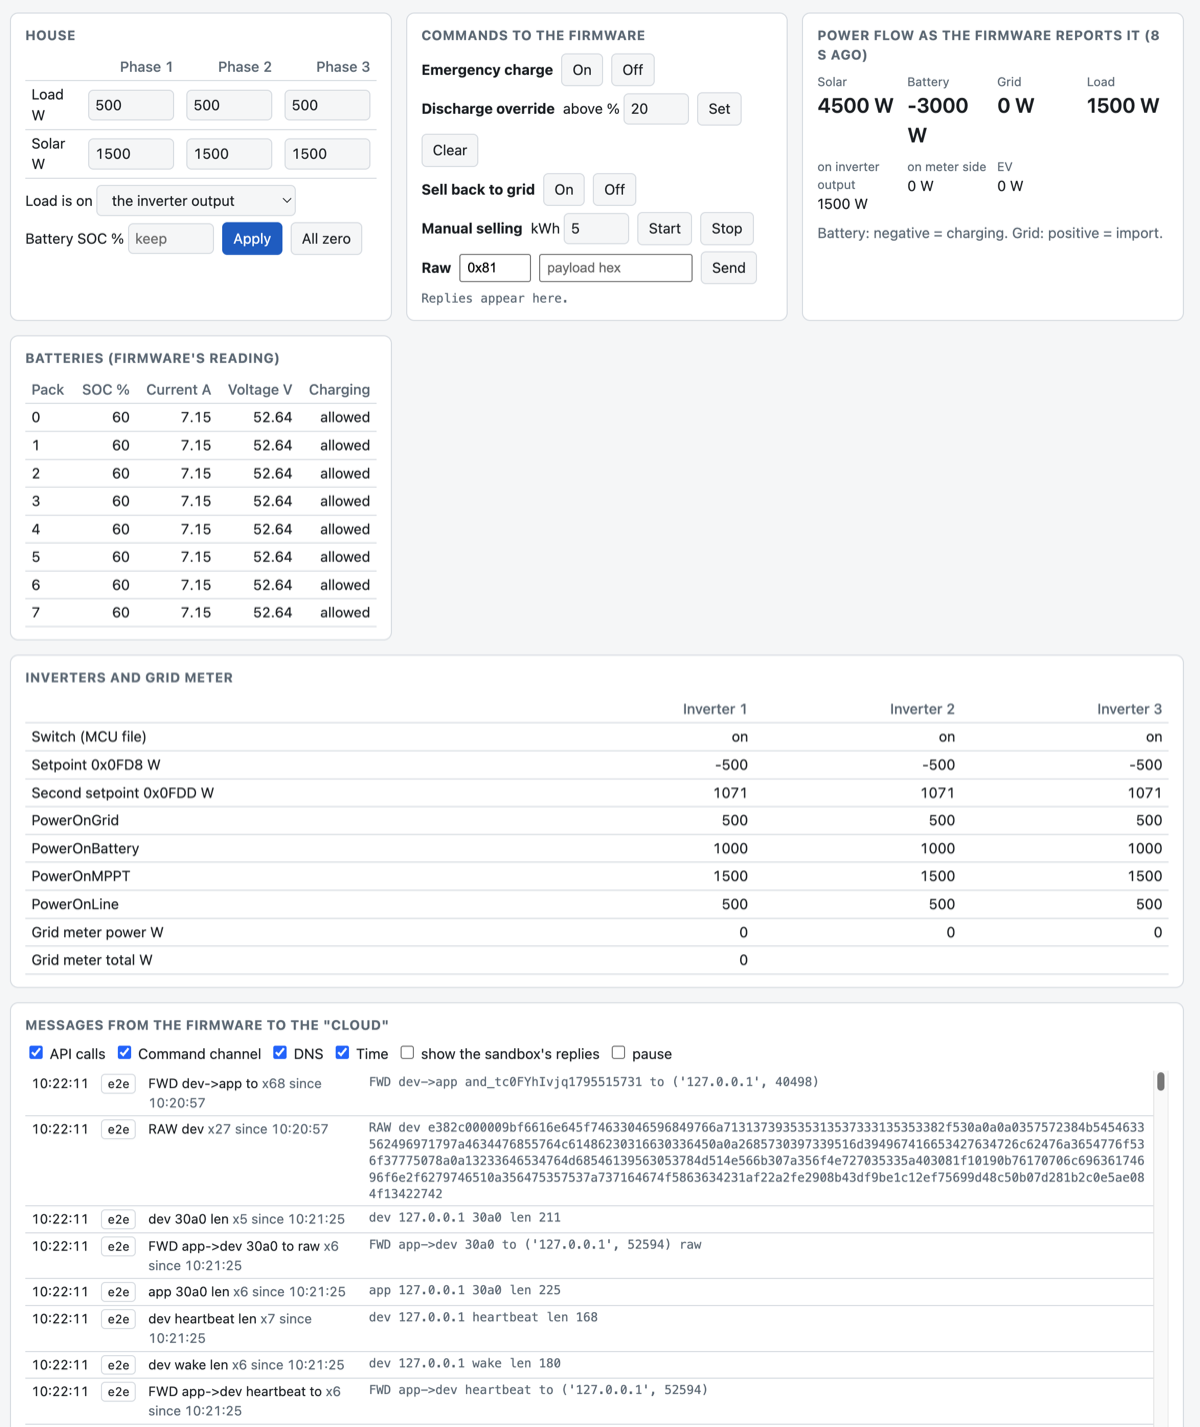 HOUSE
Phase 1 Phase 2 Phase 3
Load W 500 500 500
Solar W 1500 1500 1500
Load is on the inverter output
Battery SOC % keep Apply All zero
COMMANDS TO THE FIRMWARE
Emergency charge On Off
Discharge override above % 20 Set
Clear
Sell back to grid On Off
Manual selling kWh 5 Start Stop
Raw 0x81 payload hex Send
Replies appear here.
POWER FLOW AS THE FIRMWARE REPORTS IT (8
S AGO)
Solar Battery Grid Load
4500 W -3000 W 0 W 1500 W
on inverter output on meter side EV
1500 W 0 W 0 W
Battery: negative = charging. Grid: positive = import.
BATTERIES (FIRMWARE'S READING)
Pack SOC % Current A Voltage V Charging
0 60 7.15 52.64 allowed
1 60 7.15 52.64 allowed
2 60 7.15 52.64 allowed
3 60 7.15 52.64 allowed
4 60 7.15 52.64 allowed
5 60 7.15 52.64 allowed
6 60 7.15 52.64 allowed
7 60 7.15 52.64 allowed
INVERTERS AND GRID METER
Inverter 1 Inverter 2 Inverter 3
Switch (MCU file) on on on
Setpoint 0x0FD8 W -500 -500 -500
Second setpoint 0x0FDD W 1071 1071 1071
PowerOnGrid 500 500 500
PowerOnBattery 1000 1000 1000
PowerOnMPPT 1500 1500 1500
PowerOnLine 500 500 500
Grid meter power W 0 0 0
Grid meter total W 0
MESSAGES FROM THE FIRMWARE TO THE "CLOUD"
API calls Command channel DNS Time show the sandbox's replies pause
10:22:11 e2e FWD dev->app to x68 since 10:20:57 FWD dev->app and_tc0FYhIvjq1795515731 to ('127.0.0.1', 40498)
10:22:11 e2e RAW dev x27 since 10:20:57 RAW dev
10:22:11 e2e dev 30a0 len x5 since 10:21:25 dev 127.0.0.1 30a0 len 211
10:22:11 e2e FWD app->dev 30a0 to raw x6 since 10:21:25 FWD app->dev 30a0 to ('127.0.0.1', 52594) raw
10:22:11 e2e app 30a0 len x6 since 10:21:25 app 127.0.0.1 30a0 len 225
10:22:11 e2e dev heartbeat len x7 since 10:21:25 dev 127.0.0.1 heartbeat len 168
10:22:11 e2e dev wake len x6 since 10:21:25 dev 127.0.0.1 wake len 180
10:22:11 e2e FWD app->dev heartbeat to x6 since 10:21:25 FWD app->dev heartbeat to ('127.0.0.1', 52594)